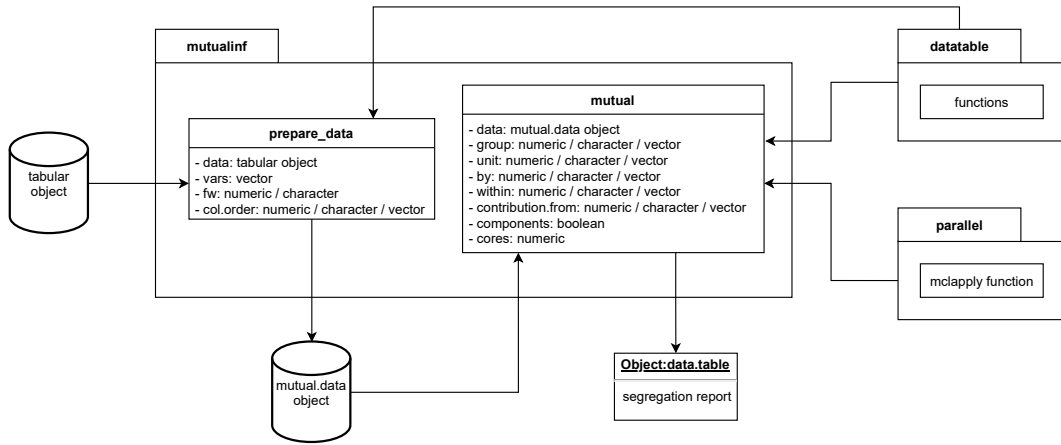 mutualinf
datatable
functions
mutual
- data: mutual.data object
- group: numeric / character / vector
- unit: numeric / character / vector
- by: numeric / character / vector
- within: numeric / character / vector
- contribution.from: numeric / character / vector
- components: boolean
- cores: numeric
prepare_data
- data: tabular object
- vars: vector
- fw: numeric / character
- col.order: numeric / character / vector
tabular
object
parallel
mclapply function
mutual.data
object
Object:data.table
segregation report